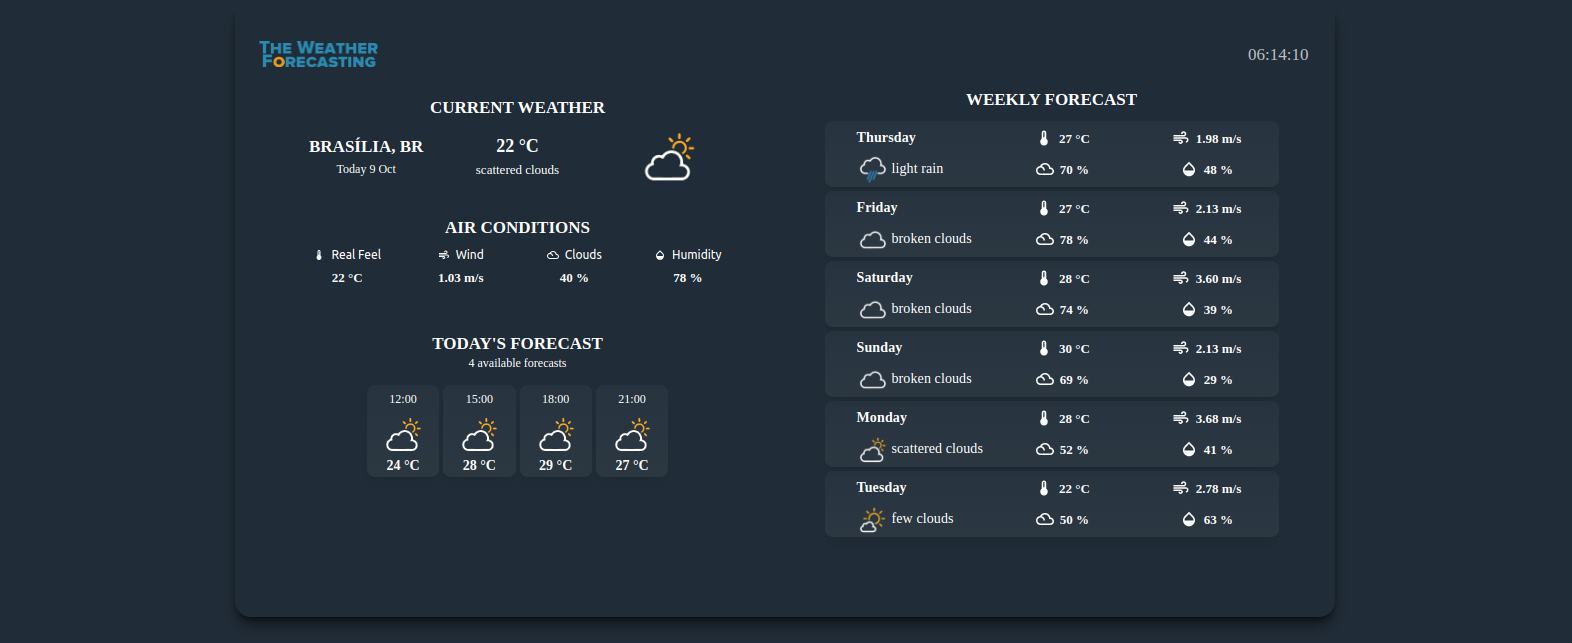 THE WEATHER
FORECASTING
06:14:10
CURRENT WEATHER
BRASÍLIA, BR
Today 9 Oct
22 °C
scattered clouds
AIR CONDITIONS
Real Feel
22 °C
Wind
1.03 m/s
Clouds
40 %
Humidity
78 %
TODAY'S FORECAST
4 available forecasts
12:00
24 °C
15:00
28 °C
18:00
29 °C
21:00
27 °C
WEEKLY FORECAST
Thursday 27 °C 1.98 m/s
light rain 70 % 48 %
Friday 27 °C 2.13 m/s
broken clouds 78 % 44 %
Saturday 28 °C 3.60 m/s
broken clouds 74 % 39 %
Sunday 30 °C 2.13 m/s
broken clouds 69 % 29 %
Monday 28 °C 3.68 m/s
scattered clouds 52 % 41 %
Tuesday 22 °C 2.78 m/s
few clouds 50 % 63 %